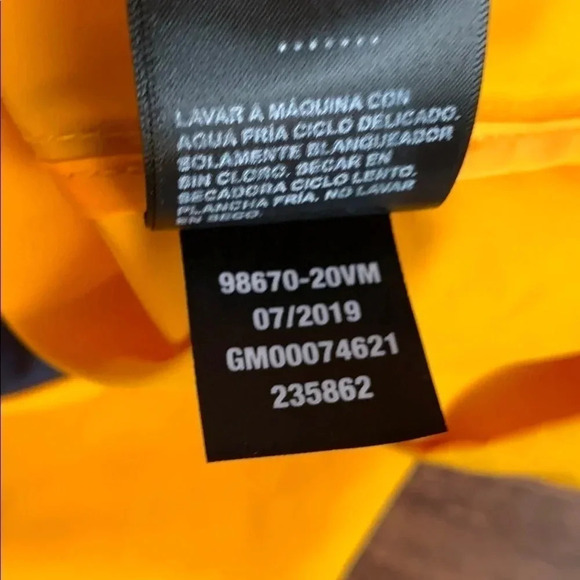 LAVAR A MÁQUINA CON
AGUA FRÍA CICLO DELICADO.
SOLAMENTE BLANQUEADOR
SIN CLORO. SECAR EN
SECADORA CICLO LENTO.
PLANCHA FRÍA. NO LAVAR
EN SECO.
98670-20VM
07/2019
GM00074621
235862